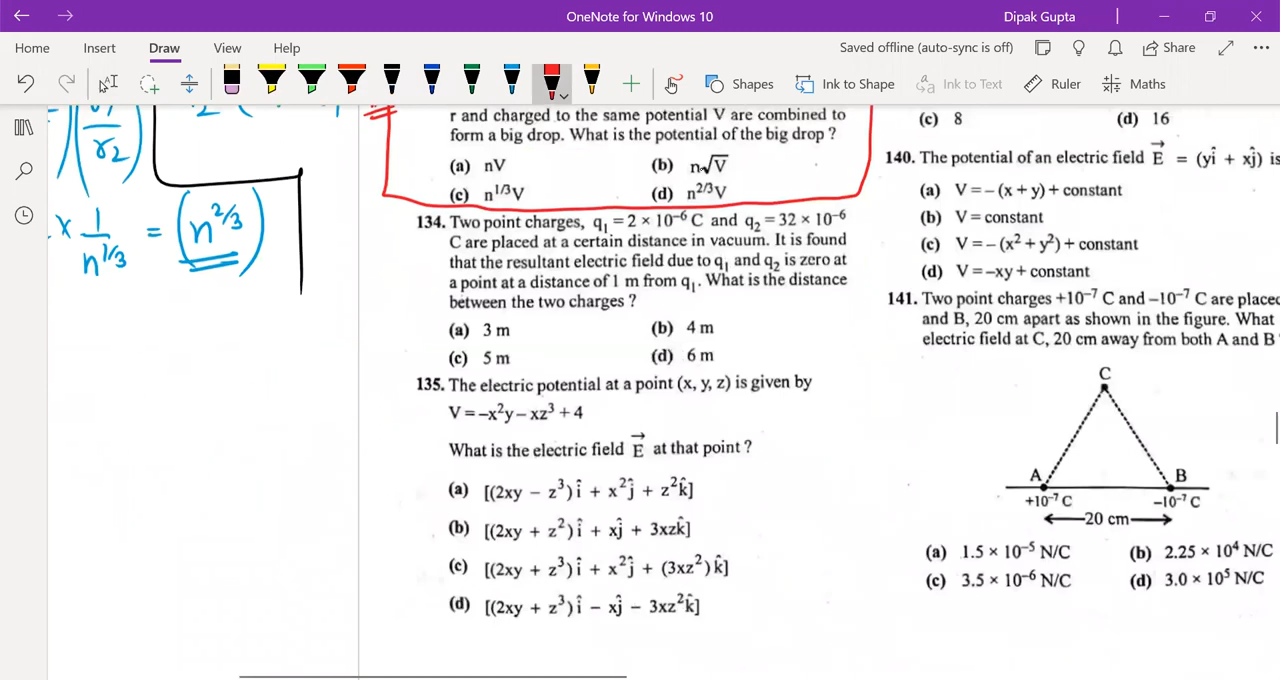 OneNote for Windows 10
Dipak Gupta
Home Insert Draw View Help
Saved offline (auto-sync is off)
Share
Shapes
Ink to Shape
Ink to Text
Ruler
Maths
r₂
× 1/n^1/3 = (n^2/3)
r and charged to the same potential V are combined to
form a big drop. What is the potential of the big drop ?
(a) nV (b) n√V
(c) n^1/3V (d) n^2/3V
134. Two point charges, q₁ = 2 × 10⁻⁶ C and q₂ = 32 × 10⁻⁶
C are placed at a certain distance in vacuum. It is found
that the resultant electric field due to q₁ and q₂ is zero at
a point at a distance of 1 m from q₁. What is the distance
between the two charges ?
(a) 3 m (b) 4 m
(c) 5 m (d) 6 m
135. The electric potential at a point (x, y, z) is given by
V = –x²y – xz³ + 4
What is the electric field E⃗ at that point ?
(a) [(2xy – z³)î + x²ĵ + z²k̂]
(b) [(2xy + z²)î + xĵ + 3xzk̂]
(c) [(2xy + z³)î + x²ĵ + (3xz²)k̂]
(d) [(2xy + z³)î – xĵ – 3xz²k̂]
(c) 8 (d) 16
140. The potential of an electric field E⃗ = (yî + xĵ) is
(a) V = – (x + y) + constant
(b) V = constant
(c) V = – (x² + y²) + constant
(d) V = –xy + constant
141. Two point charges +10⁻⁷ C and –10⁻⁷ C are placed
and B, 20 cm apart as shown in the figure. What
electric field at C, 20 cm away from both A and B
C
A B
+10⁻⁷ C –10⁻⁷ C
20 cm
(a) 1.5 × 10⁻⁵ N/C (b) 2.25 × 10⁴ N/C
(c) 3.5 × 10⁻⁶ N/C (d) 3.0 × 10⁵ N/C